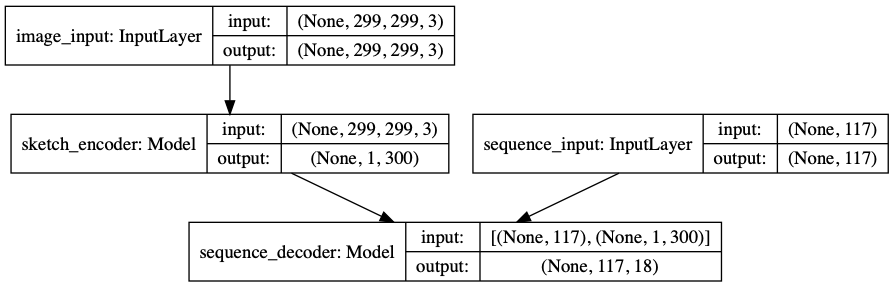 image_input: InputLayer
input: (None, 299, 299, 3)
output: (None, 299, 299, 3)
sketch_encoder: Model
input: (None, 299, 299, 3)
output: (None, 1, 300)
sequence_input: InputLayer
input: (None, 117)
output: (None, 117)
sequence_decoder: Model
input: [(None, 117), (None, 1, 300)]
output: (None, 117, 18)